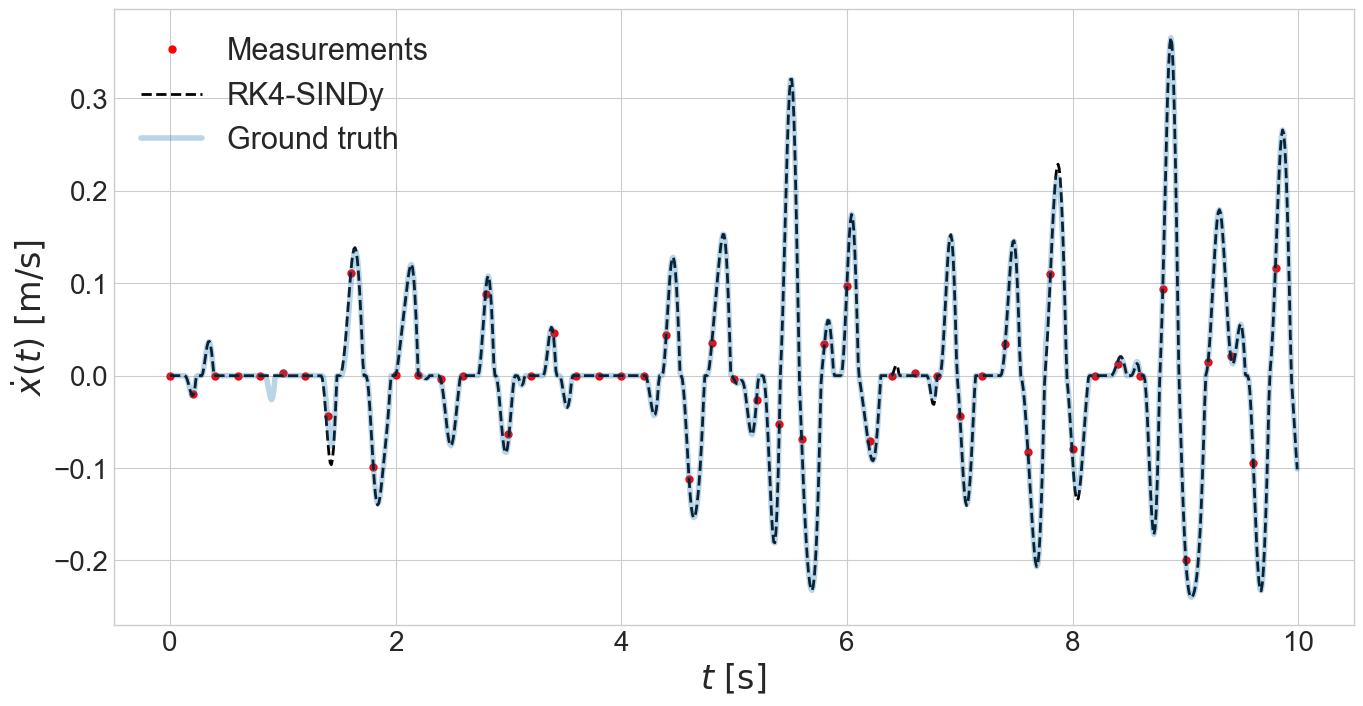 Measurements
RK4-SINDy
Ground truth
0.3
0.2
0.1
0.0
−0.1
−0.2
ẋ(t) [m/s]
0 2 4 6 8 10
t [s]